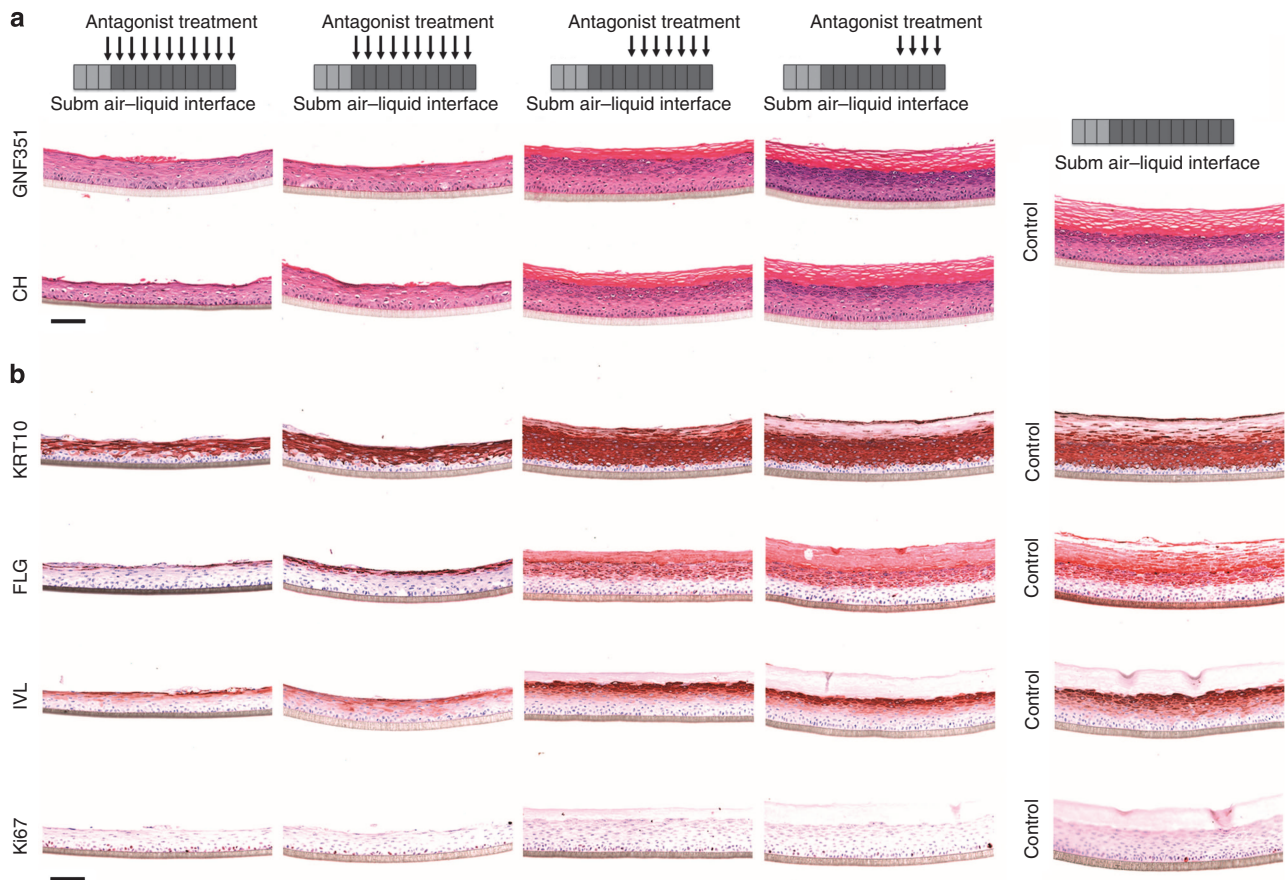 a
Antagonist treatment
Antagonist treatment
Antagonist treatment
Antagonist treatment
Subm air–liquid interface
Subm air–liquid interface
Subm air–liquid interface
Subm air–liquid interface
Subm air–liquid interface
GNF351
Control
CH
b
KRT10
Control
FLG
Control
IVL
Control
Ki67
Control